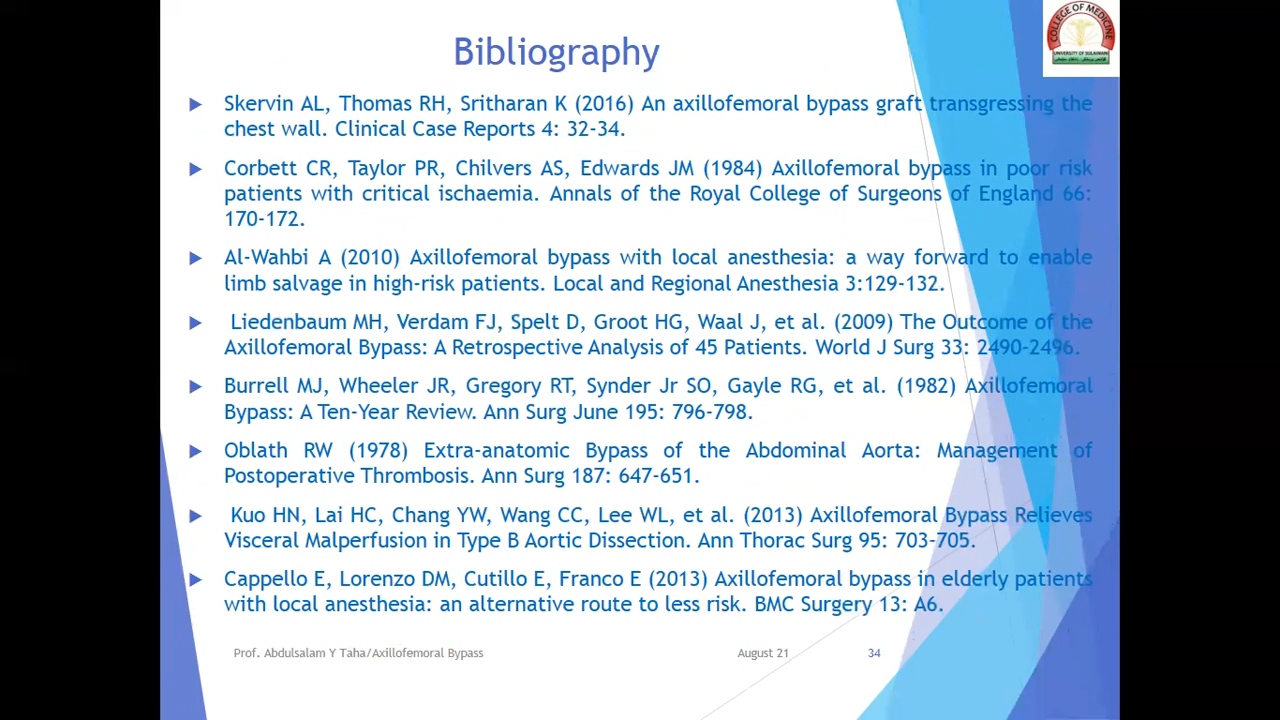 COLLEGE OF MEDICINE
UNIVERSITY OF SULAIMANI
Bibliography
Skervin AL, Thomas RH, Sritharan K (2016) An axillofemoral bypass graft transgressing the
chest wall. Clinical Case Reports 4: 32-34.
Corbett CR, Taylor PR, Chilvers AS, Edwards JM (1984) Axillofemoral bypass in poor risk
patients with critical ischaemia. Annals of the Royal College of Surgeons of England 66:
170-172.
Al-Wahbi A (2010) Axillofemoral bypass with local anesthesia: a way forward to enable
limb salvage in high-risk patients. Local and Regional Anesthesia 3:129-132.
Liedenbaum MH, Verdam FJ, Spelt D, Groot HG, Waal J, et al. (2009) The Outcome of the
Axillofemoral Bypass: A Retrospective Analysis of 45 Patients. World J Surg 33: 2490-2496.
Burrell MJ, Wheeler JR, Gregory RT, Synder Jr SO, Gayle RG, et al. (1982) Axillofemoral
Bypass: A Ten-Year Review. Ann Surg June 195: 796-798.
Oblath RW (1978) Extra-anatomic Bypass of the Abdominal Aorta: Management of
Postoperative Thrombosis. Ann Surg 187: 647-651.
Kuo HN, Lai HC, Chang YW, Wang CC, Lee WL, et al. (2013) Axillofemoral Bypass Relieves
Visceral Malperfusion in Type B Aortic Dissection. Ann Thorac Surg 95: 703-705.
Cappello E, Lorenzo DM, Cutillo E, Franco E (2013) Axillofemoral bypass in elderly patients
with local anesthesia: an alternative route to less risk. BMC Surgery 13: A6.
Prof. Abdulsalam Y Taha/Axillofemoral Bypass August 21 34